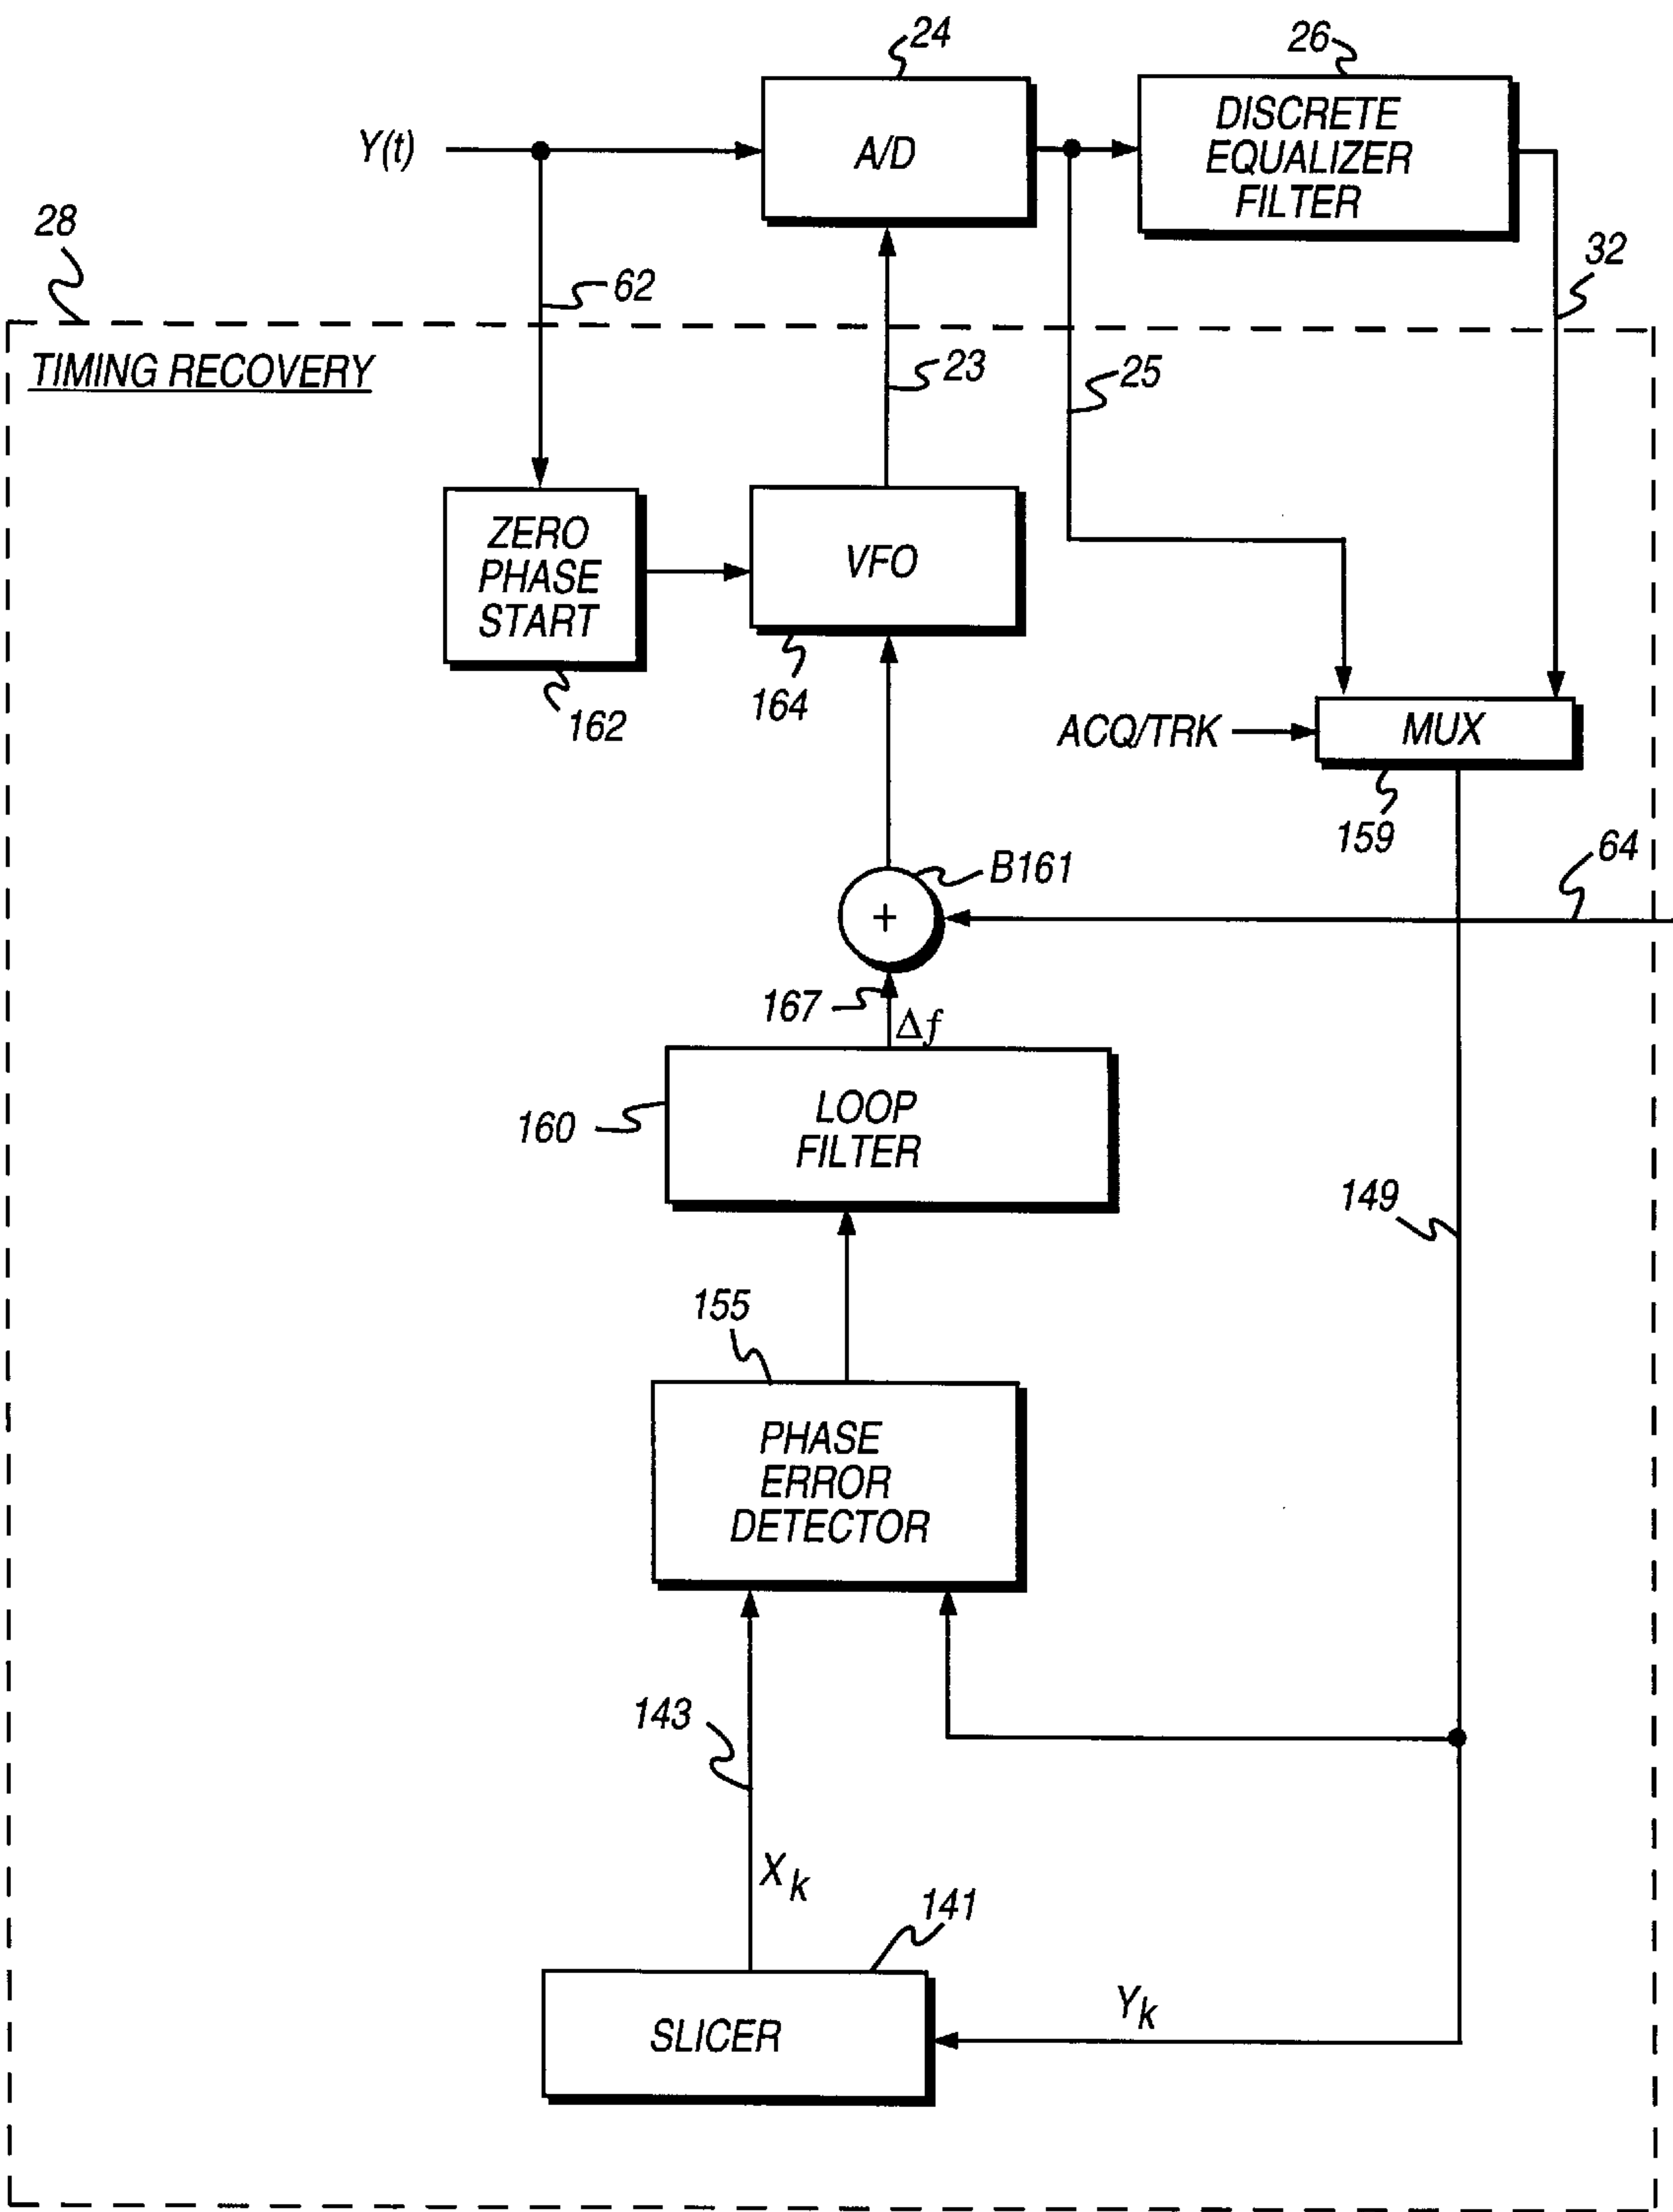 24
26
Y(t)
A/D
DISCRETE
EQUALIZER
FILTER
28
62
32
TIMING RECOVERY
23
25
ZERO
PHASE
START
VFO
162
164
ACQ/TRK
MUX
159
64
B161
+
167
Δf
160
LOOP
FILTER
149
155
PHASE
ERROR
DETECTOR
143
Xk
141
SLICER
Yk